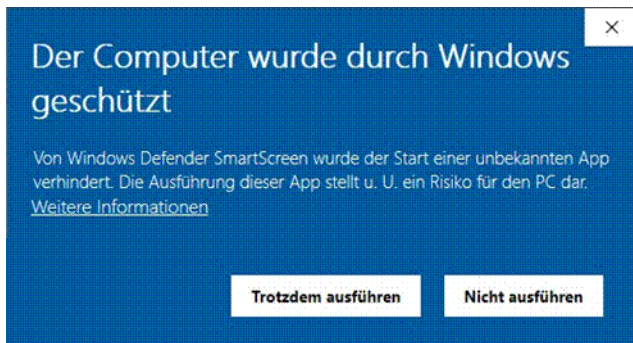 Der Computer wurde durch Windows
geschützt
Von Windows Defender SmartScreen wurde der Start einer unbekannten App
verhindert. Die Ausführung dieser App stellt u. U. ein Risiko für den PC dar.
Weitere Informationen
Trotzdem ausführen Nicht ausführen